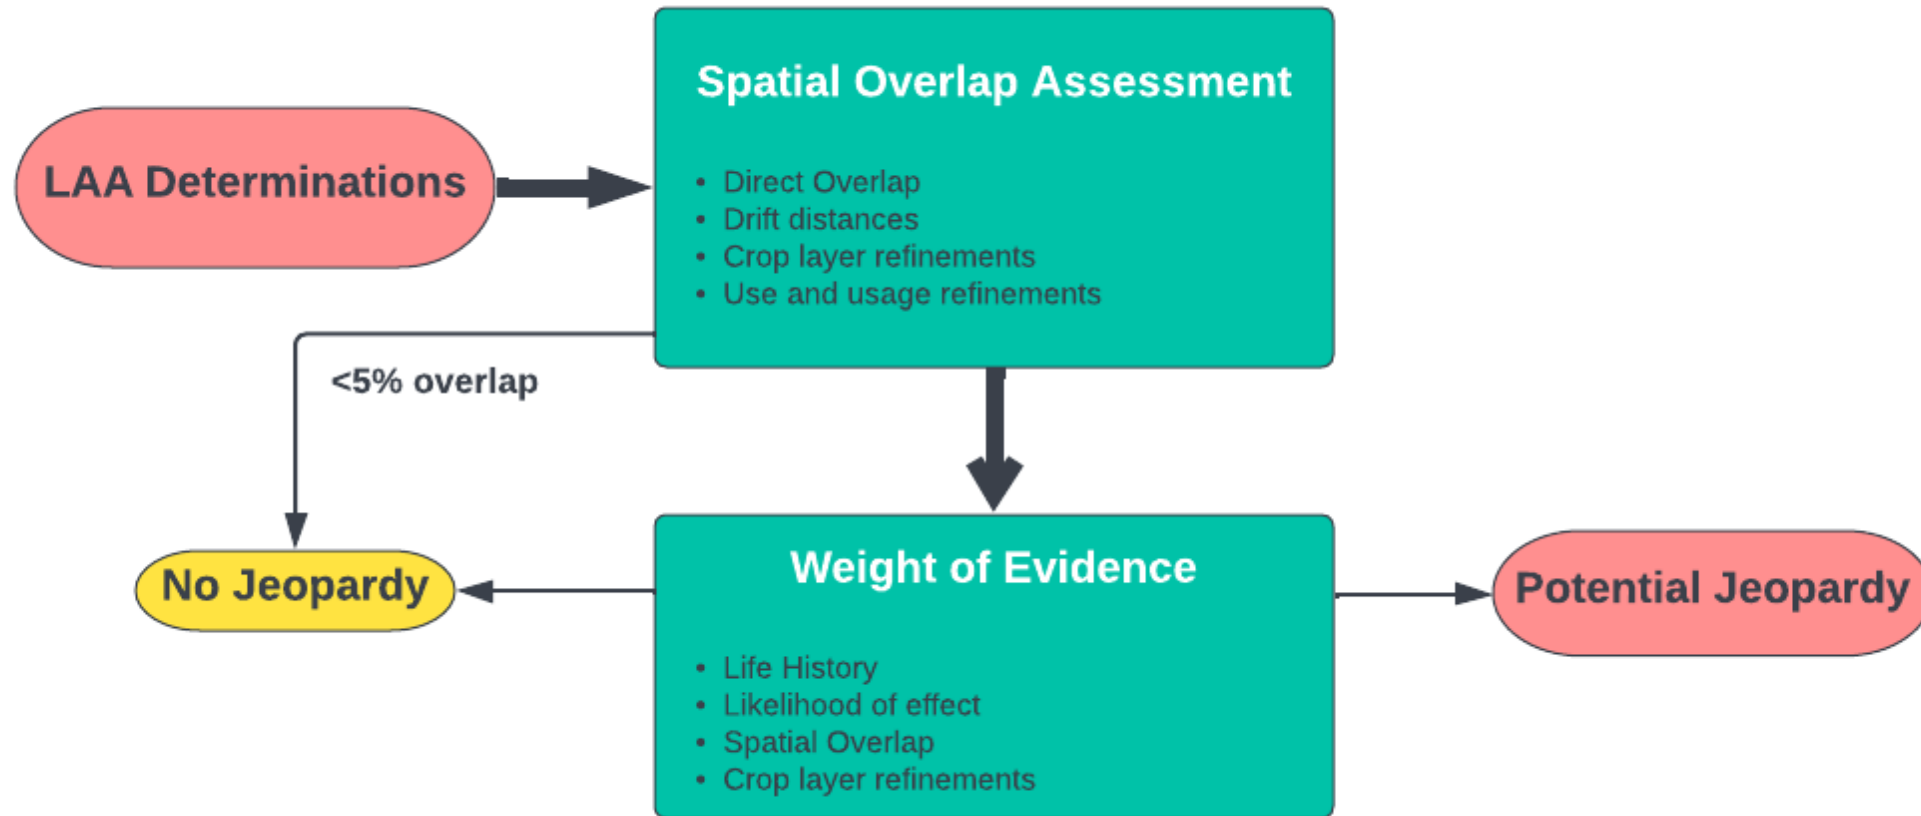 LAA Determinations
Spatial Overlap Assessment
• Direct Overlap
• Drift distances
• Crop layer refinements
• Use and usage refinements
<5% overlap
No Jeopardy
Weight of Evidence
• Life History
• Likelihood of effect
• Spatial Overlap
• Crop layer refinements
Potential Jeopardy